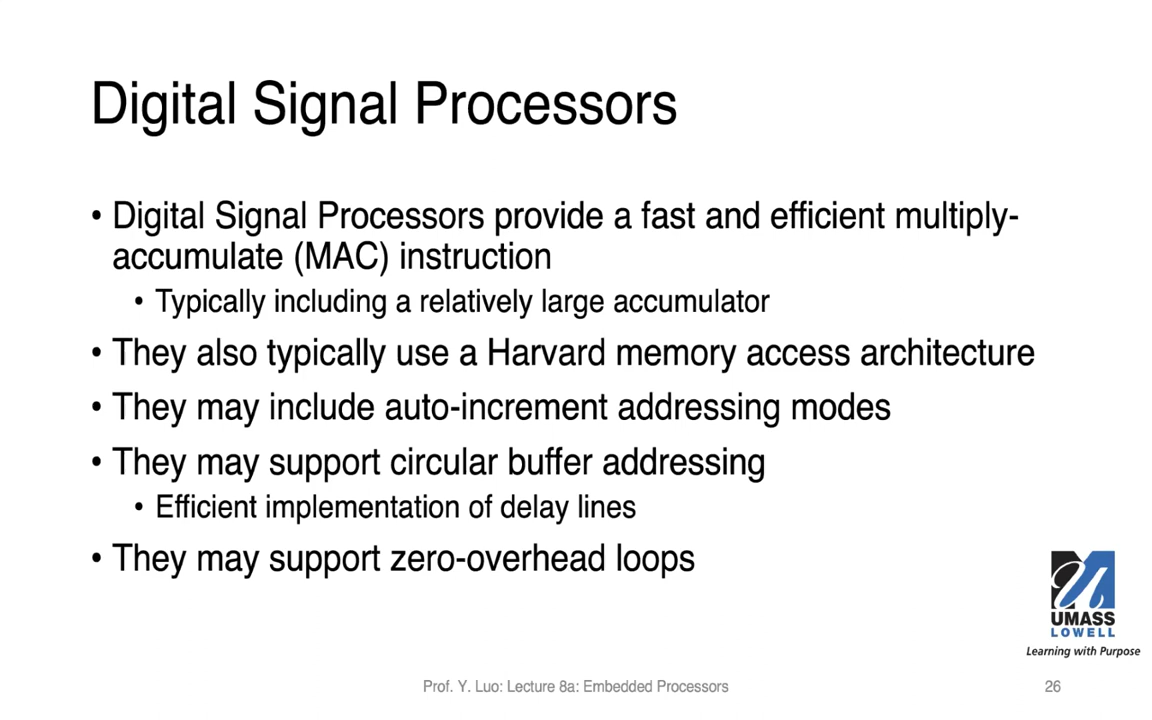 Digital Signal Processors
• Digital Signal Processors provide a fast and efficient multiply-
accumulate (MAC) instruction
• Typically including a relatively large accumulator
• They also typically use a Harvard memory access architecture
• They may include auto-increment addressing modes
• They may support circular buffer addressing
• Efficient implementation of delay lines
• They may support zero-overhead loops
UMASS
LOWELL
Learning with Purpose
Prof. Y. Luo: Lecture 8a: Embedded Processors
26